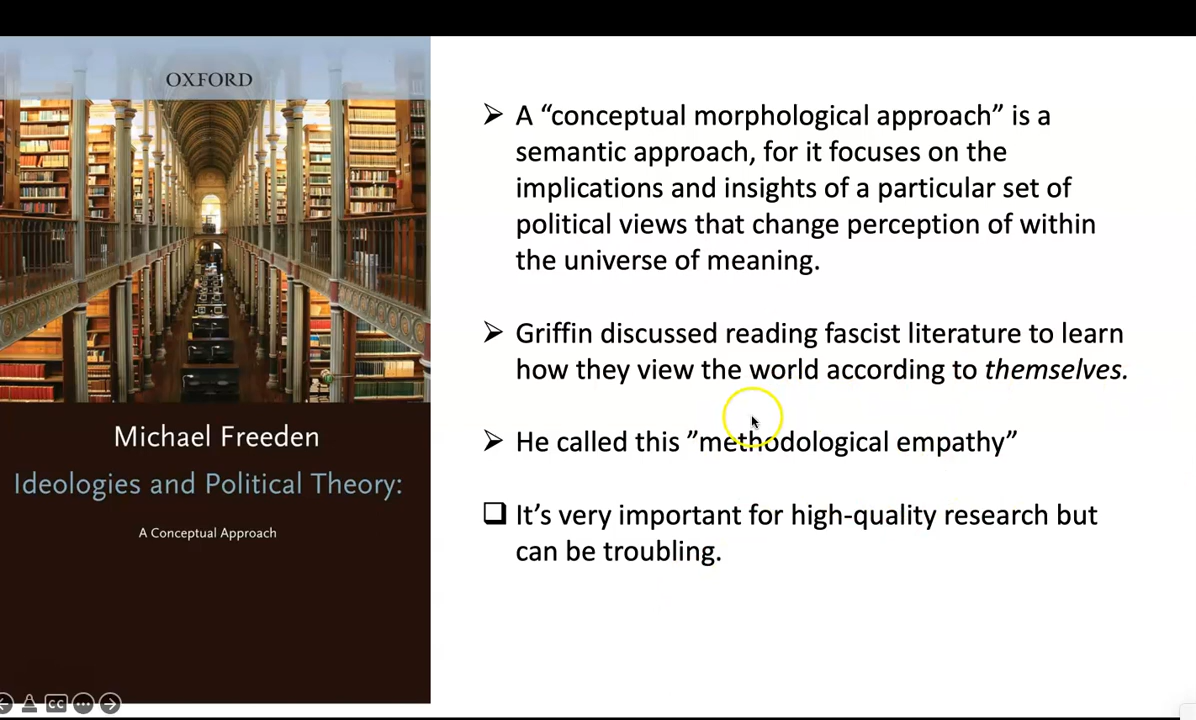 OXFORD
Michael Freeden
Ideologies and Political Theory:
A Conceptual Approach
➢ A “conceptual morphological approach” is a
semantic approach, for it focuses on the
implications and insights of a particular set of
political views that change perception of within
the universe of meaning.
➢ Griffin discussed reading fascist literature to learn
how they view the world according to themselves.
➢ He called this ”methodological empathy”
❑ It’s very important for high-quality research but
can be troubling.
CC